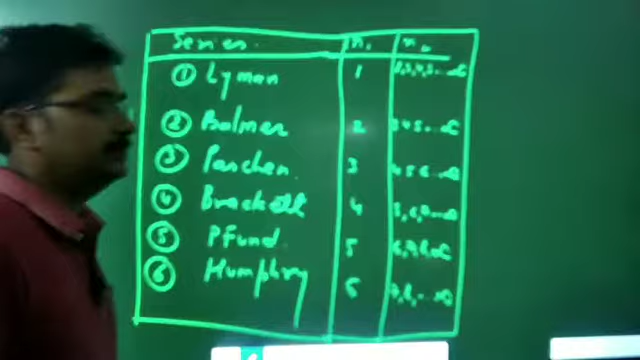 Series. n₁ n₂
① Lyman 1 2,3,4,5...∝
② Balmer 2 3 4 5...∝
③ Paschen. 3 4 5 6...∝
④ Brackett 4 5,6,7...∝
⑤ PFund. 5 6,7,8,∝
⑥ Humphry 6 7,8,...∝